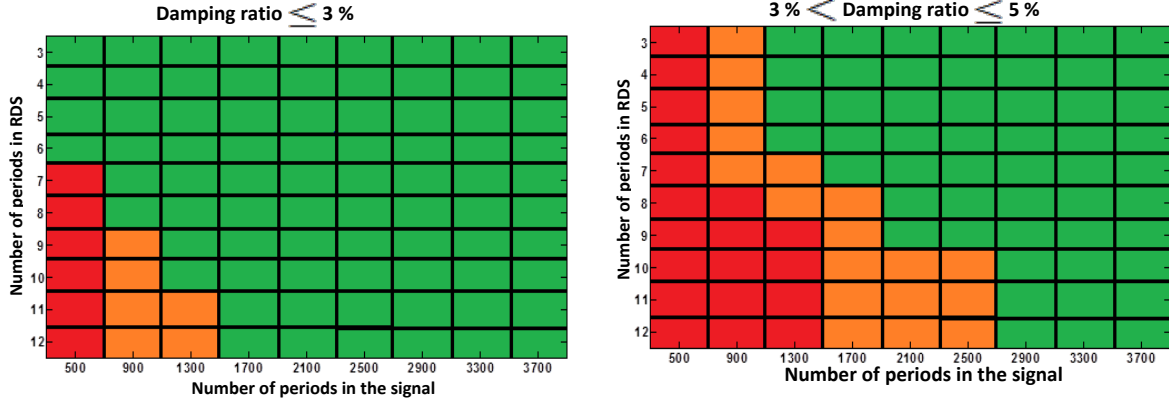 Damping ratio ≤ 3 %
Number of periods in RDS
3
4
5
6
7
8
9
10
11
12
500 900 1300 1700 2100 2500 2900 3300 3700
Number of periods in the signal
3 % < Damping ratio ≤ 5 %
Number of periods in RDS
3
4
5
6
7
8
9
10
11
12
500 900 1300 1700 2100 2500 2900 3300 3700
Number of periods in the signal